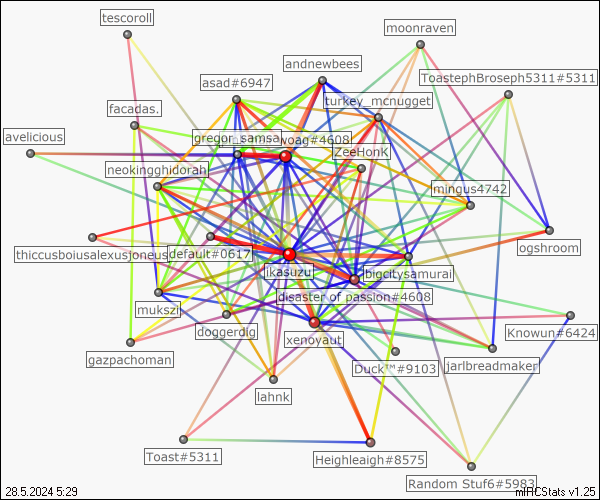 tescoroll
moonraven
andnewbees
ToastephBroseph5311#5311
asad#6947
turkey_mcnugget
facadas.
gregor_samsa
woag#4608
avelicious
ZeeHonk
neokingghidorah
mingus4742
thiccusboiusalexusjoneus
default#0617
ogshroom
ikasuzu
bigcitysamurai
mukszi
disaster of passion#4608
doggerdig
xenoyaut
Knowun#6424
gazpachoman
Duck™#9103
jarlbreadmaker
lahnk
Toast#5311
Heighleaigh#8575
Random Stuf6#5983
28.5.2024 5:29
mIRCStats v1.25